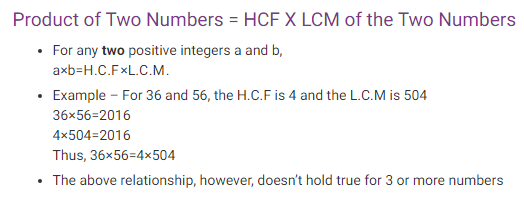 Product of Two Numbers = HCF X LCM of the Two Numbers
• For any two positive integers a and b,
a×b=H.C.F×L.C.M.
• Example – For 36 and 56, the H.C.F is 4 and the L.C.M is 504
36×56=2016
4×504=2016
Thus, 36×56=4×504
• The above relationship, however, doesn't hold true for 3 or more numbers